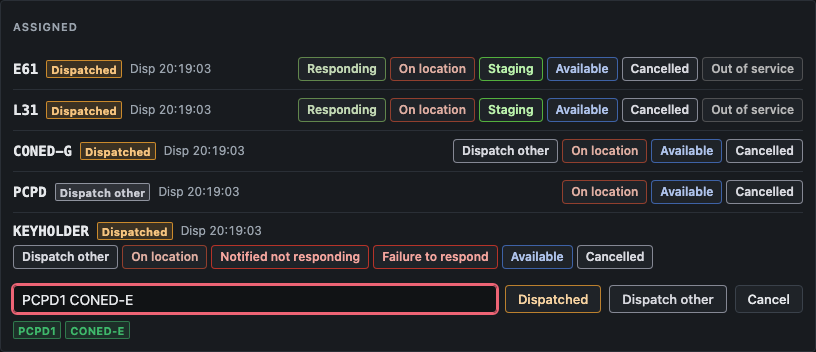 ASSIGNED
E61 Dispatched Disp 20:19:03 Responding On location Staging Available Cancelled Out of service
L31 Dispatched Disp 20:19:03 Responding On location Staging Available Cancelled Out of service
CONED-G Dispatched Disp 20:19:03 Dispatch other On location Available Cancelled
PCPD Dispatch other Disp 20:19:03 On location Available Cancelled
KEYHOLDER Dispatched Disp 20:19:03
Dispatch other On location Notified not responding Failure to respond Available Cancelled
PCPD1 CONED-E Dispatched Dispatch other Cancel
PCPD1 CONED-E